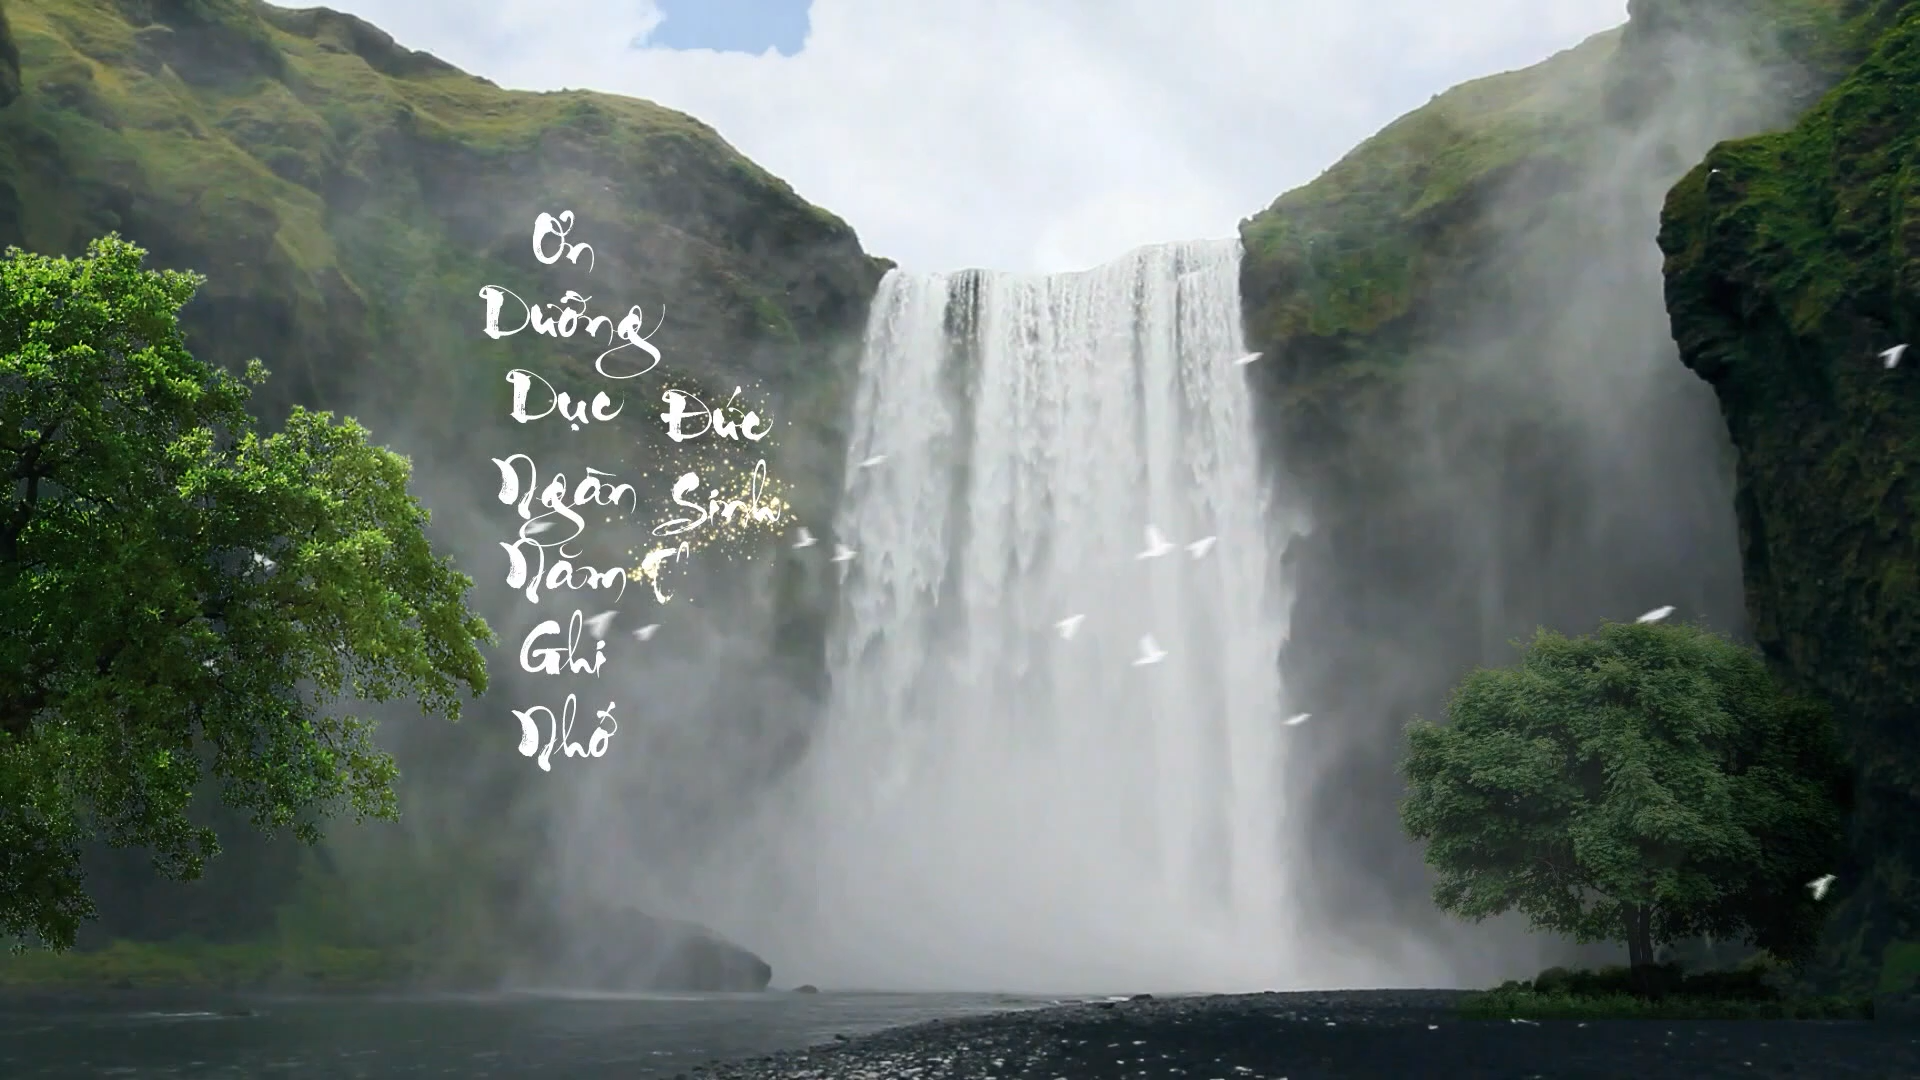 Ơn
Dưỡng
Dục
Ngàn
Năm
Ghi
Nhớ
Đức
Sinh